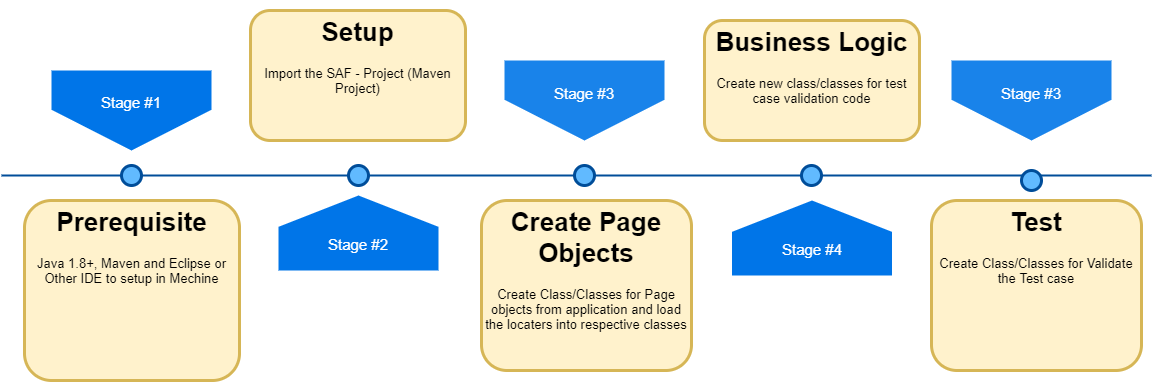 Stage #1
Prerequisite
Java 1.8+, Maven and Eclipse or
Other IDE to setup in Mechine
Setup
Import the SAF - Project (Maven
Project)
Stage #2
Stage #3
Create Page
Objects
Create Class/Classes for Page
objects from application and load
the locaters into respective classes
Business Logic
Create new class/classes for test
case validation code
Stage #4
Stage #3
Test
Create Class/Classes for Validate
the Test case